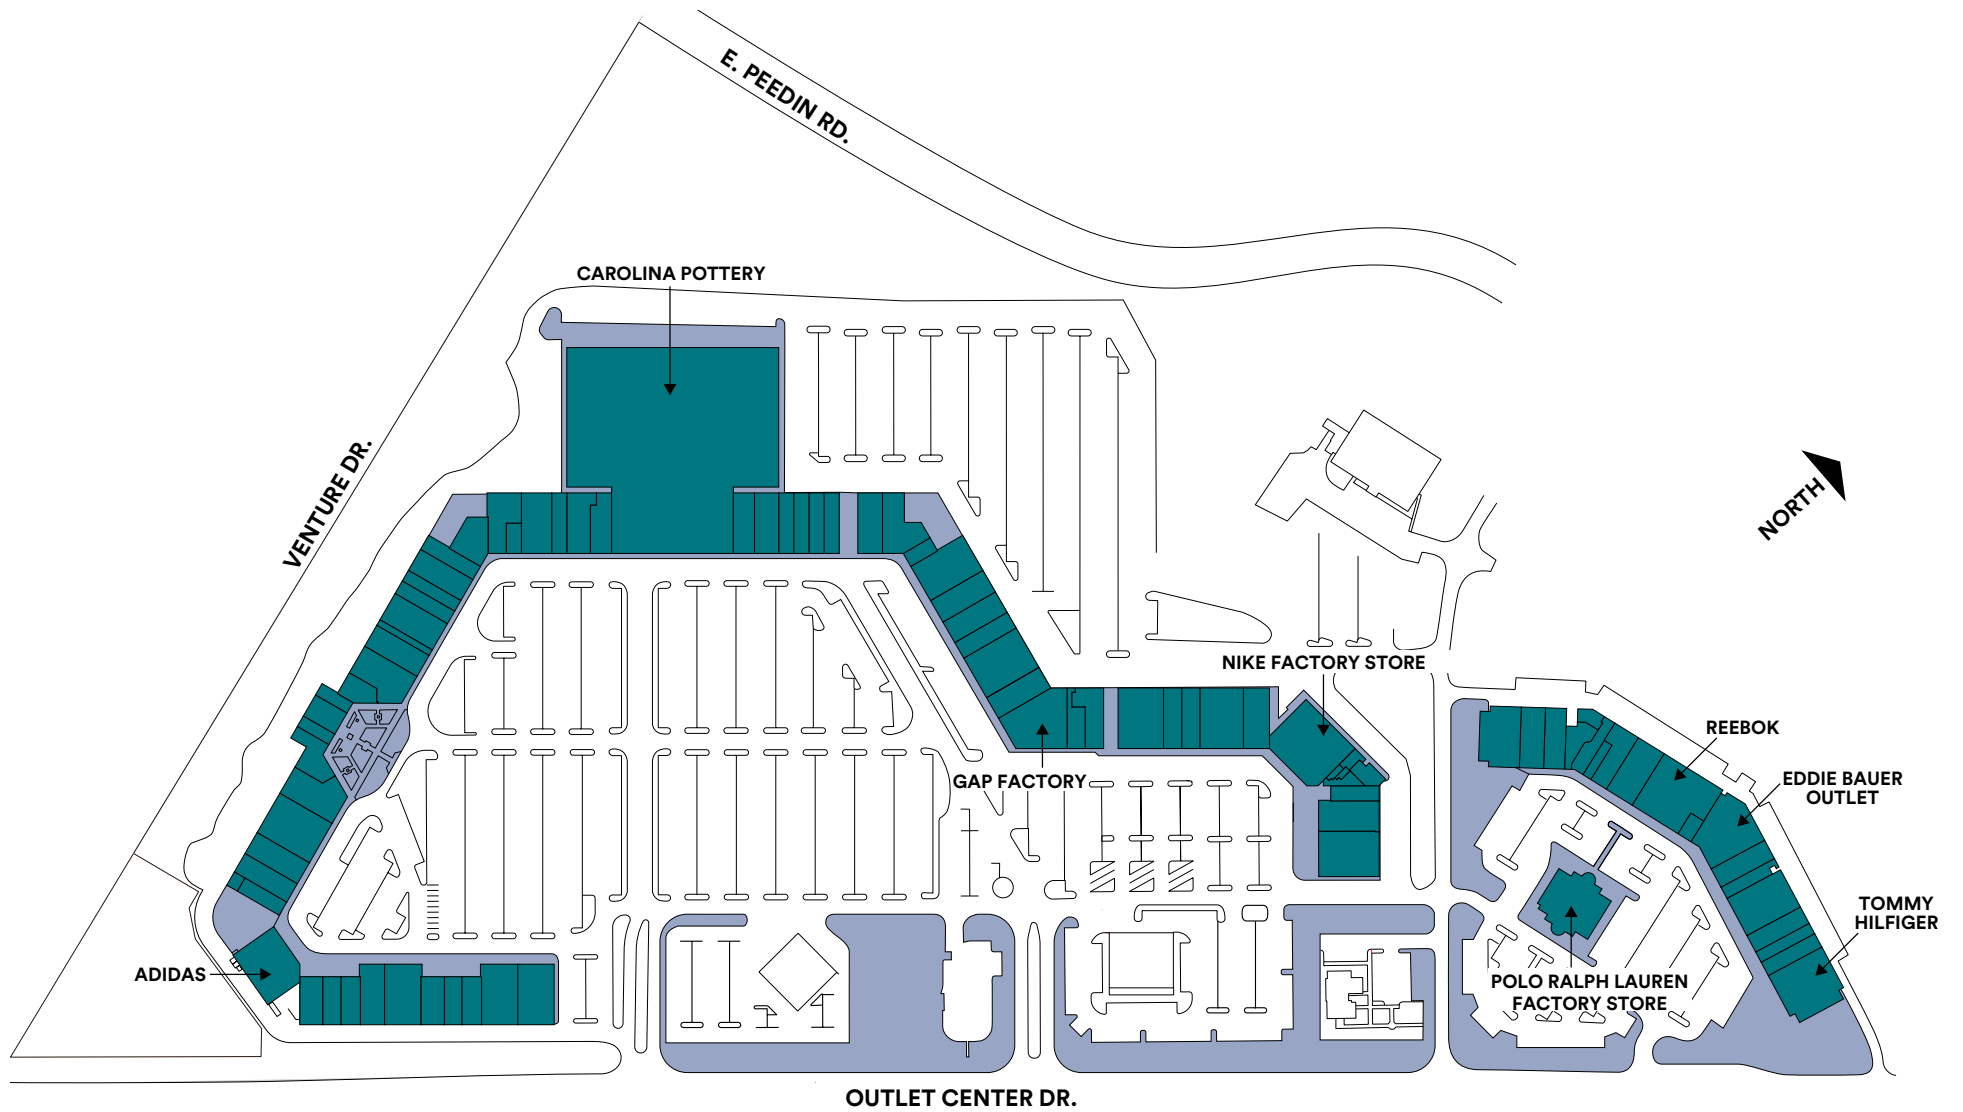 E. PEEDIN RD.
CAROLINA POTTERY
VENTURE DR.
NORTH
NIKE FACTORY STORE
REEBOK
GAP FACTORY
EDDIE BAUER
OUTLET
TOMMY
HILFIGER
ADIDAS
POLO RALPH LAUREN
FACTORY STORE
OUTLET CENTER DR.